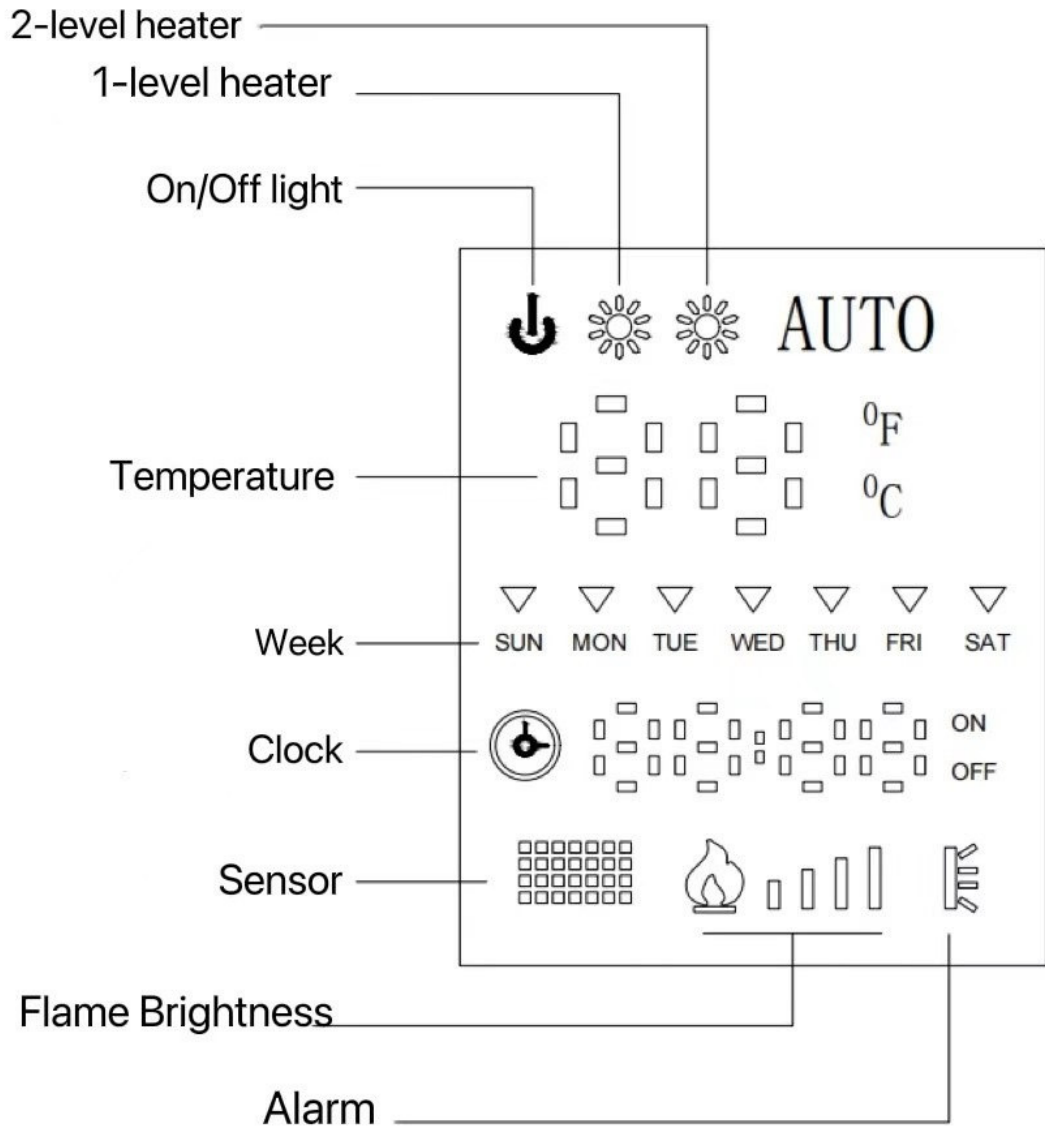 2-level heater
1-level heater
On/Off light
AUTO
⁰F
Temperature
⁰C
Week
SUN MON TUE WED THU FRI SAT
ON
Clock
OFF
Sensor
Flame Brightness
Alarm